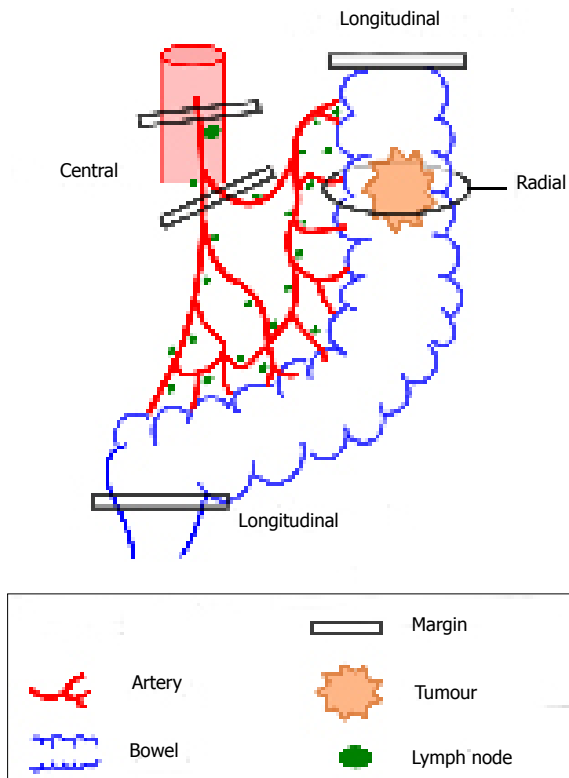 Longitudinal
Central
Radial
Longitudinal
Margin
Artery
Tumour
Bowel
Lymph node